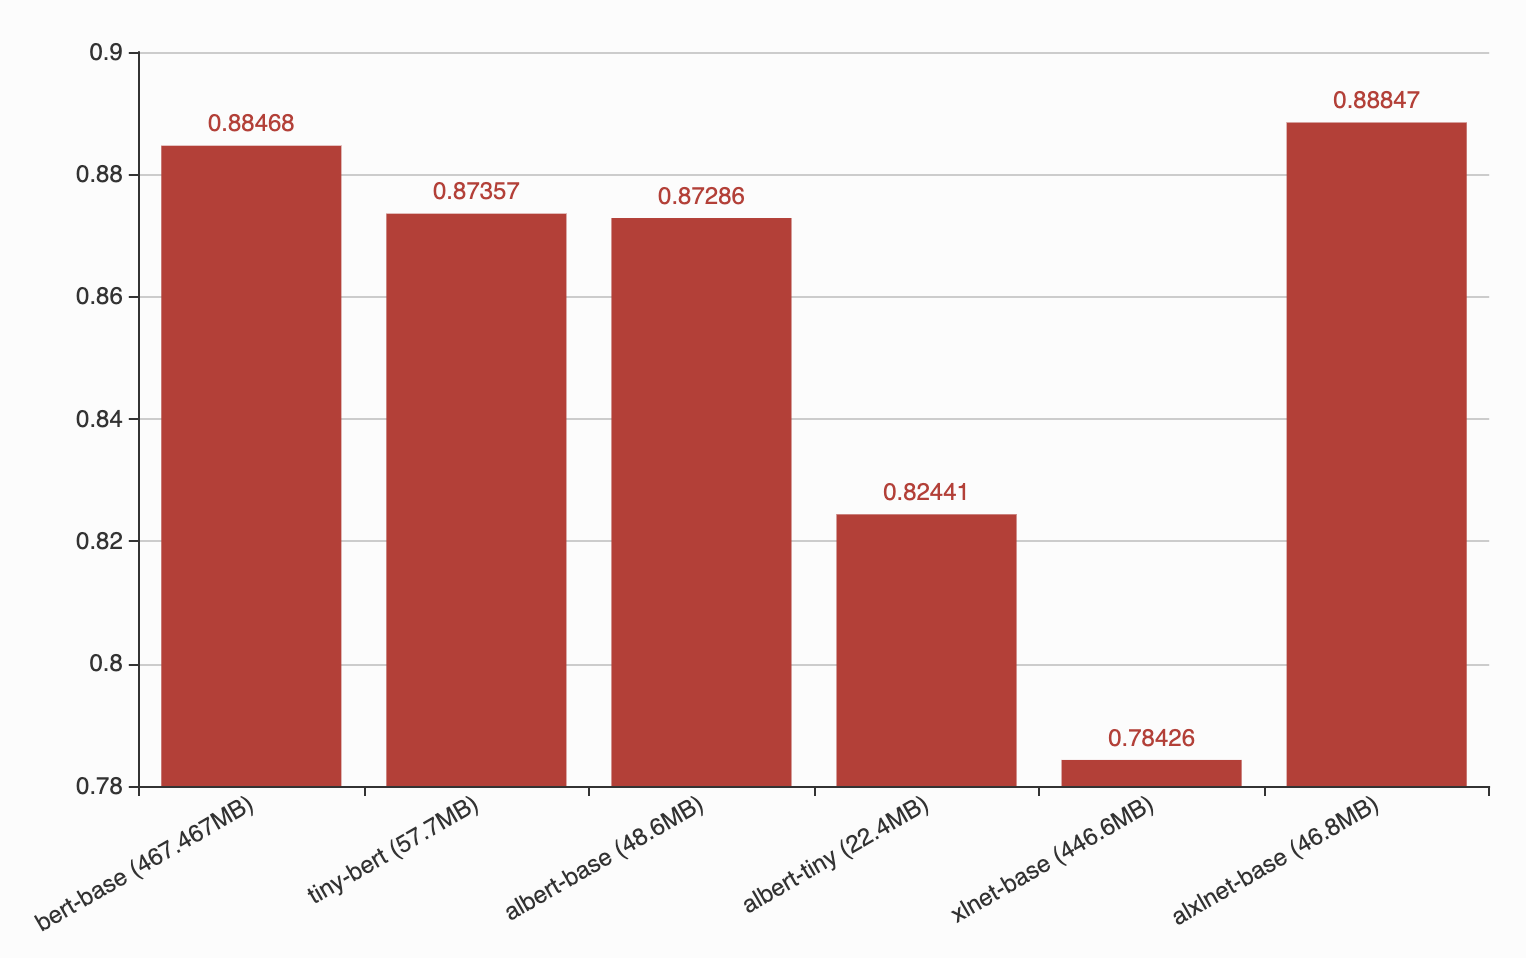 0.9
0.88
0.86
0.84
0.82
0.8
0.78
0.88468
0.87357
0.87286
0.82441
0.78426
0.88847
bert-base (467.467MB)
tiny-bert (57.7MB)
albert-base (48.6MB)
albert-tiny (22.4MB)
xlnet-base (446.6MB)
alxlnet-base (46.8MB)